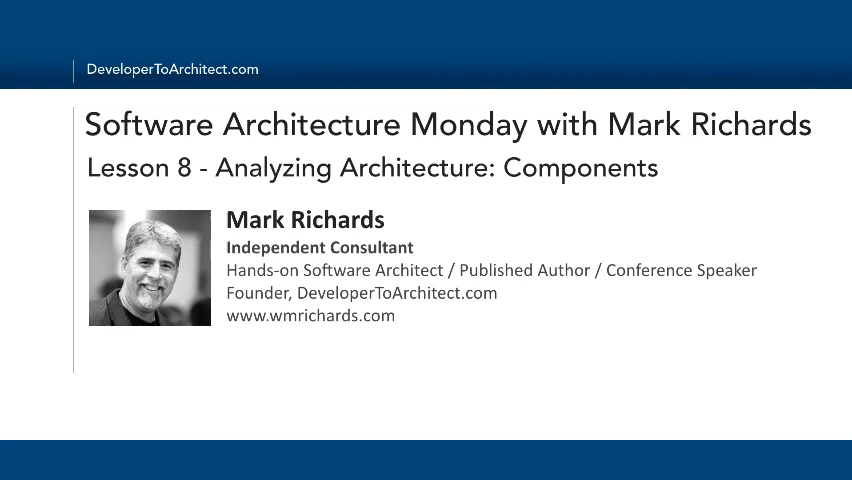 DeveloperToArchitect.com
Software Architecture Monday with Mark Richards
Lesson 8 - Analyzing Architecture: Components
Mark Richards
Independent Consultant
Hands-on Software Architect / Published Author / Conference Speaker
Founder, DeveloperToArchitect.com
www.wmrichards.com